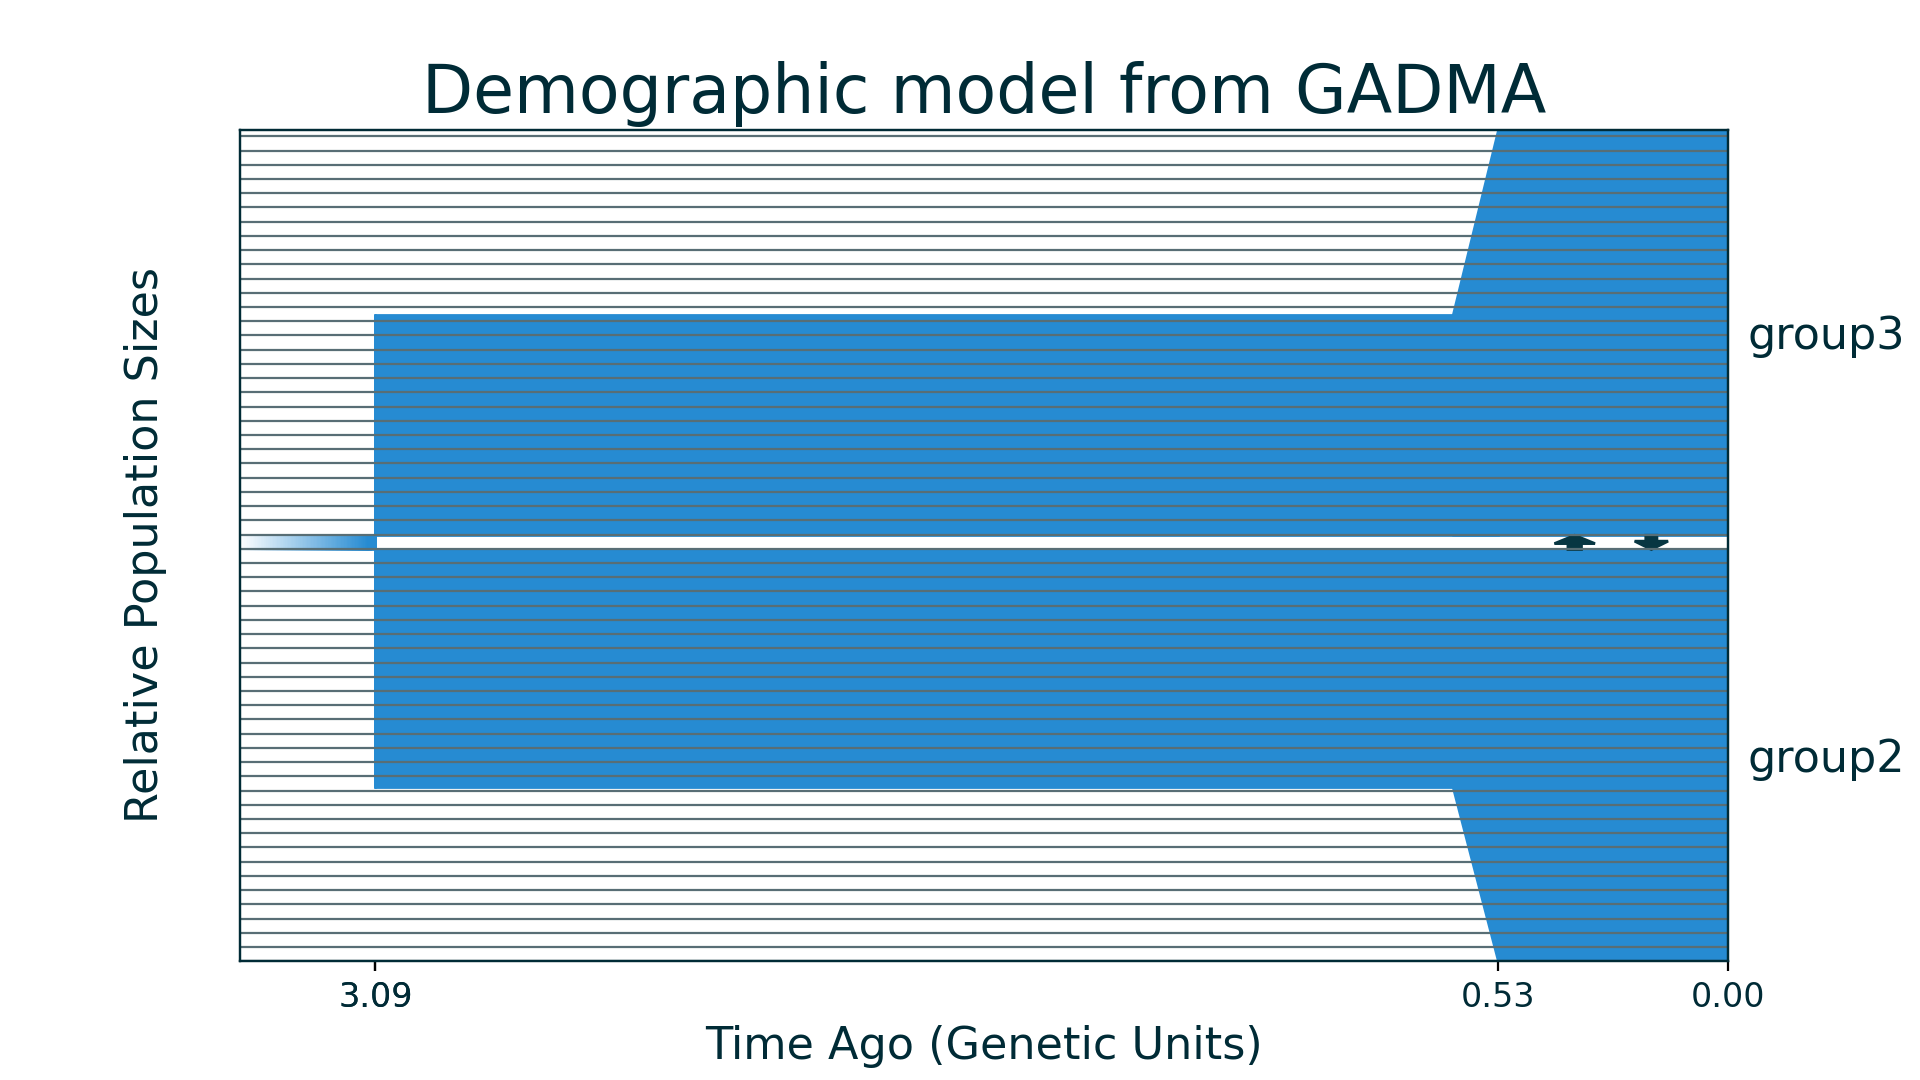 Demographic model from GADMA
Relative Population Sizes
group3
group2
3.09
0.53
0.00
Time Ago (Genetic Units)